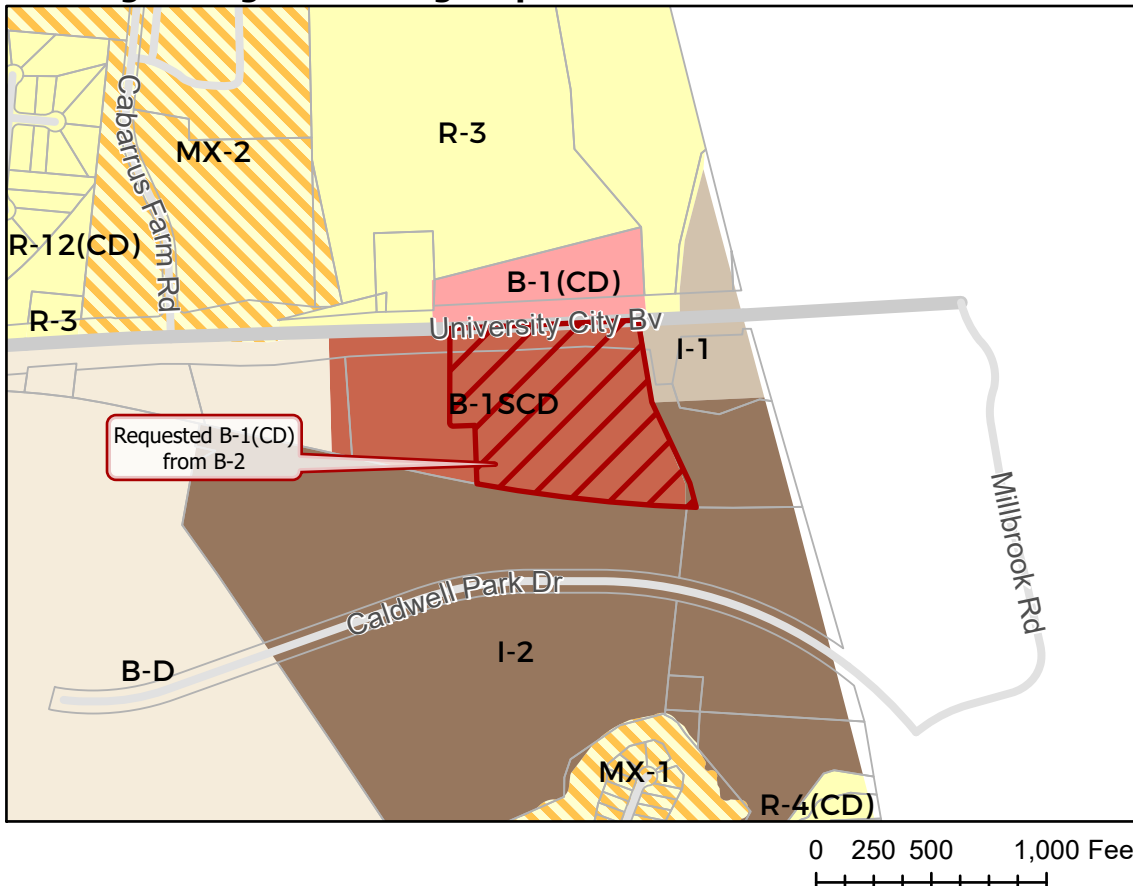 R-3
MX-2
Cabarrus Farm Rd
R-12(CD)
B-1(CD)
R-3
University City Bv
I-1
B-1SCD
Requested B-1(CD)
from B-2
Millbrook Rd
Caldwell Park Dr
I-2
B-D
MX-1
R-4(CD)
0 250 500 1,000 Fee